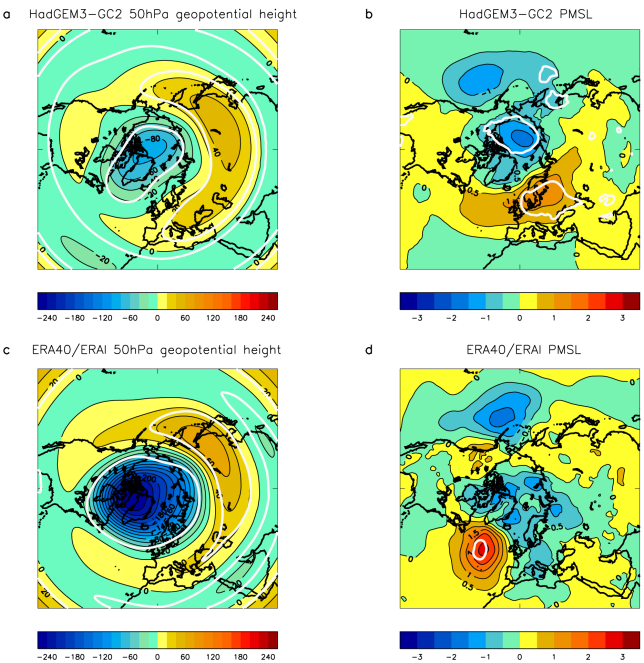 a HadGEM3-GC2 50hPa geopotential height
b HadGEM3-GC2 PMSL
0
-80
40
-20
0.5
0
-240 -180 -120 -60 0 60 120 180 240
-3 -2 -1 0 1 2 3
c ERA40/ERAI 50hPa geopotential height
d ERA40/ERAI PMSL
20
200
0
0.5
-240 -180 -120 -60 0 60 120 180 240
-3 -2 -1 0 1 2 3